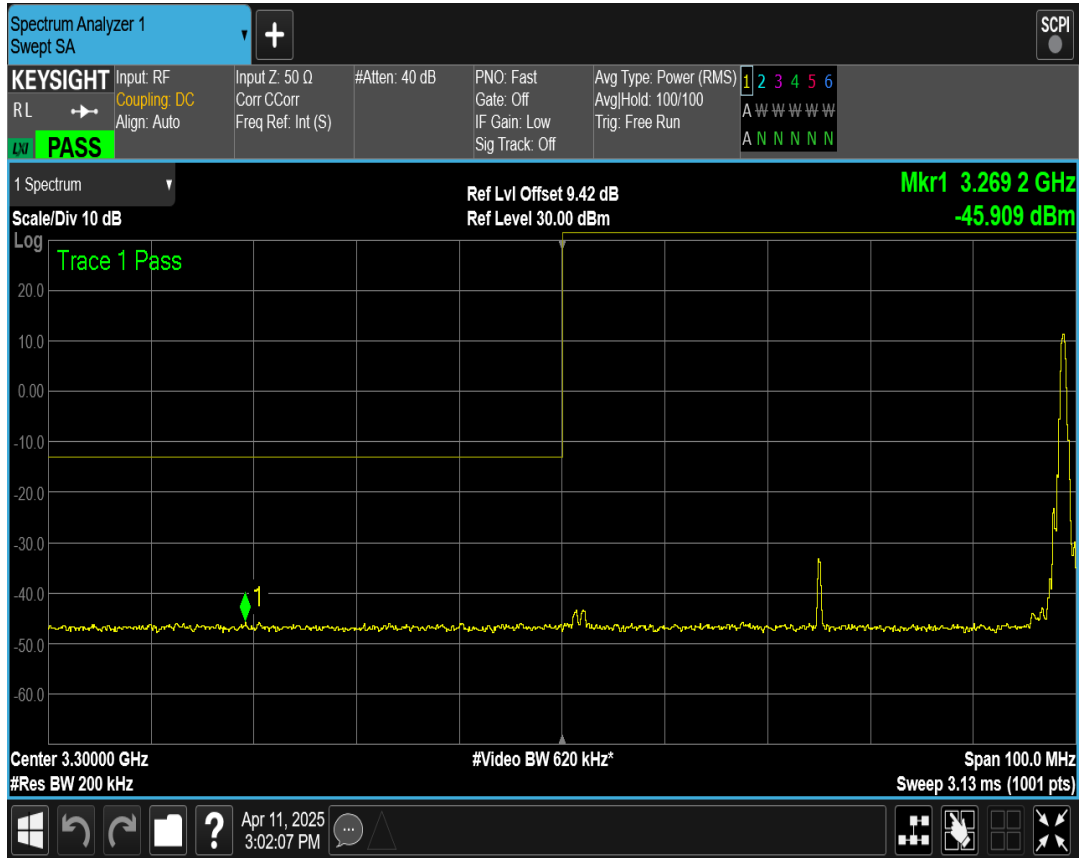 Spectrum Analyzer 1
Swept SA
+
SCPI
KEYSIGHT
RL
LXI PASS
Input: RF
Coupling: DC
Align: Auto
Input Z: 50 Ω
Corr CCorr
Freq Ref: Int (S)
#Atten: 40 dB
PNO: Fast
Gate: Off
IF Gain: Low
Sig Track: Off
Avg Type: Power (RMS)
Avg|Hold: 100/100
Trig: Free Run
1 2 3 4 5 6
A W W W W W
A N N N N N
1 Spectrum
Scale/Div 10 dB
Ref Lvl Offset 9.42 dB
Ref Level 30.00 dBm
Mkr1 3.269 2 GHz
-45.909 dBm
Log
Trace 1 Pass
20.0
10.0
0.00
-10.0
-20.0
-30.0
-40.0
1
-50.0
-60.0
Center 3.30000 GHz
#Video BW 620 kHz*
Span 100.0 MHz
#Res BW 200 kHz
Sweep 3.13 ms (1001 pts)
?
Apr 11, 2025
3:02:07 PM